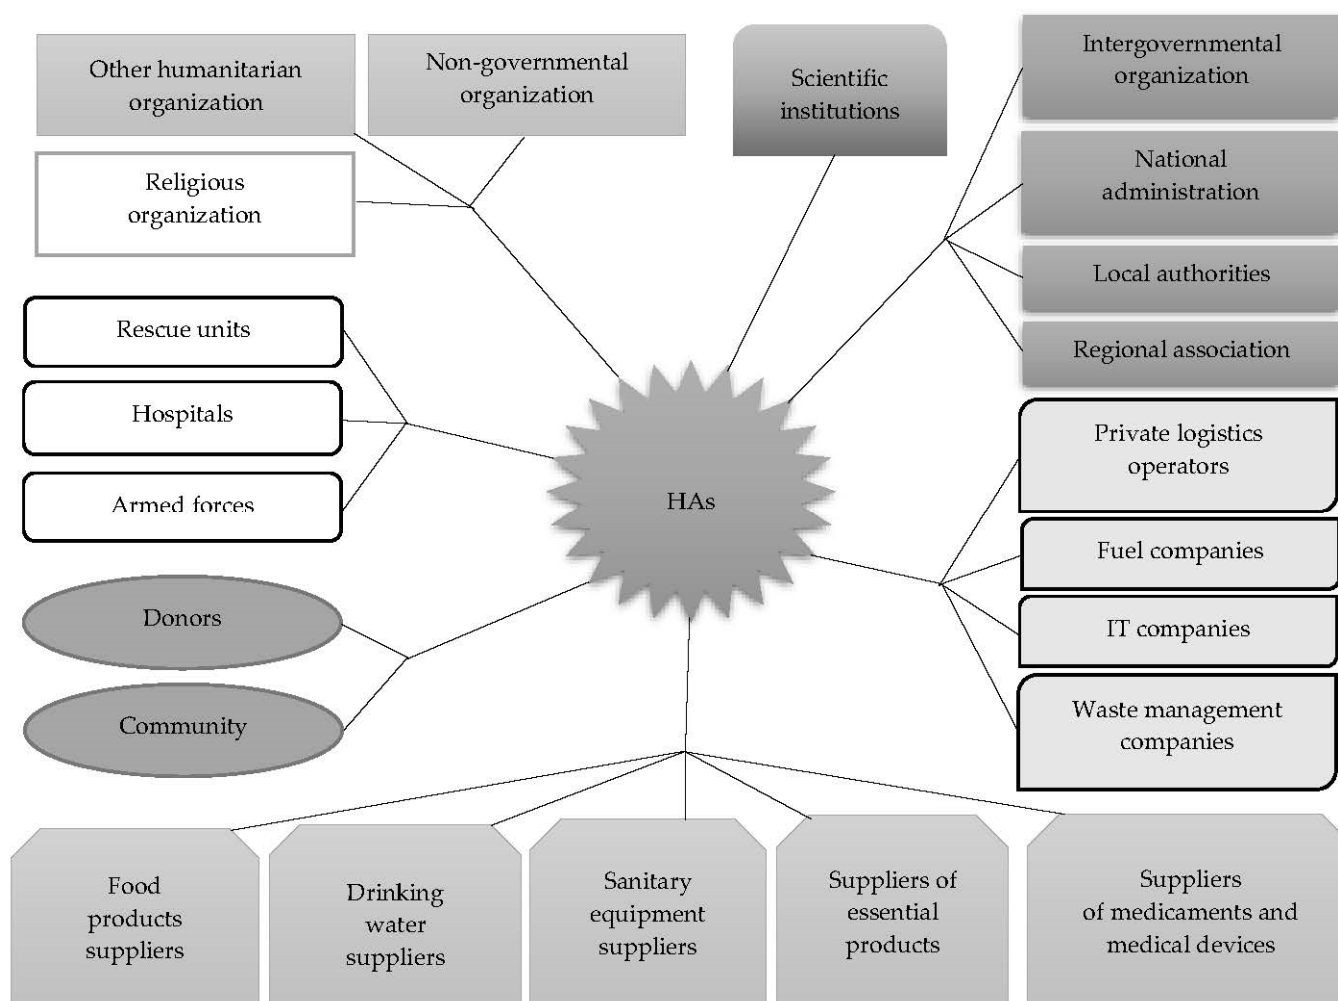 Other humanitarian
organization
Non-governmental
organization
Scientific
institutions
Intergovernmental
organization
Religious
organization
National
administration
Local authorities
Regional association
Rescue units
Hospitals
Armed forces
HAs
Private logistics
operators
Fuel companies
IT companies
Waste management
companies
Donors
Community
Food
products
suppliers
Drinking
water
suppliers
Sanitary
equipment
suppliers
Suppliers of
essential
products
Suppliers
of medicaments and
medical devices